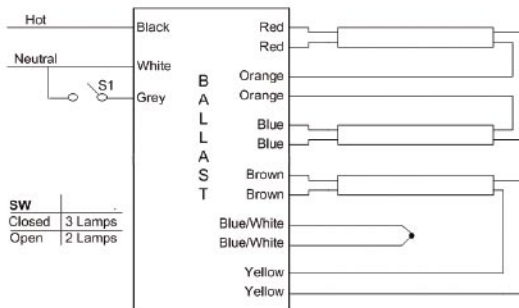 Hot
Black
Neutral
White
S1
Grey
BALLAST
Red
Red
Orange
Orange
Blue
Blue
Brown
Brown
Blue/White
Blue/White
Yellow
Yellow
SW
Closed 3 Lamps
Open 2 Lamps